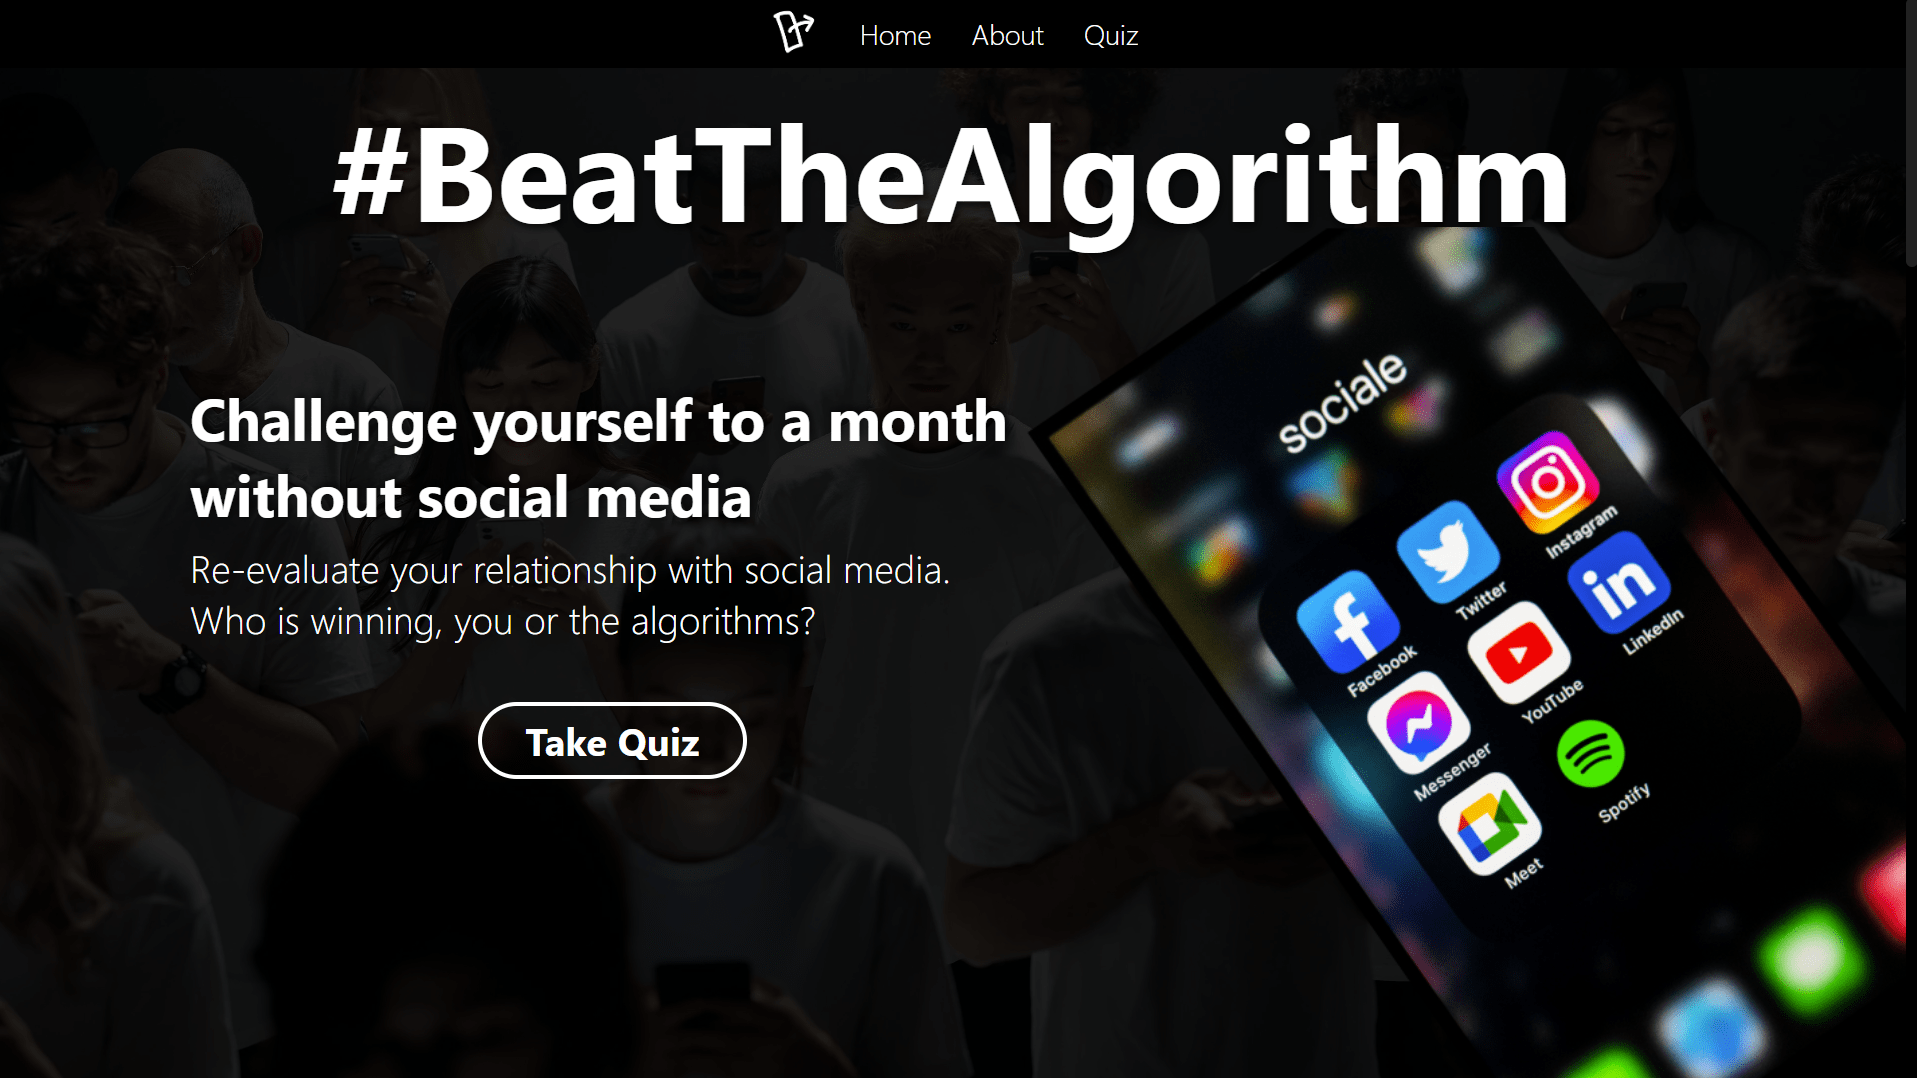 Home About Quiz
#BeatTheAlgorithm
Challenge yourself to a month
without social media
Re-evaluate your relationship with social media.
Who is winning, you or the algorithms?
Take Quiz
sociale
Facebook
Twitter
Instagram
Messenger
YouTube
LinkedIn
Meet
Spotify